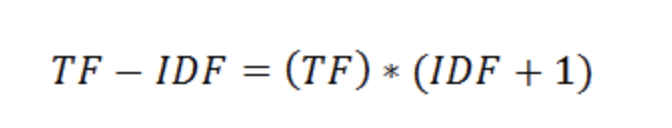 TF − IDF = (TF) * (IDF + 1)